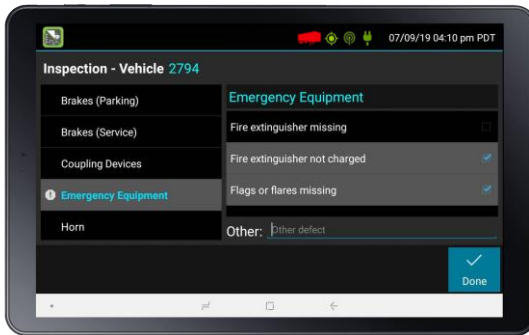 07/09/19 04:10 pm PDT
Inspection - Vehicle 2794
Brakes (Parking)
Brakes (Service)
Coupling Devices
Emergency Equipment
Horn
Emergency Equipment
Fire extinguisher missing
Fire extinguisher not charged
Flags or flares missing
Other: Other defect
Done